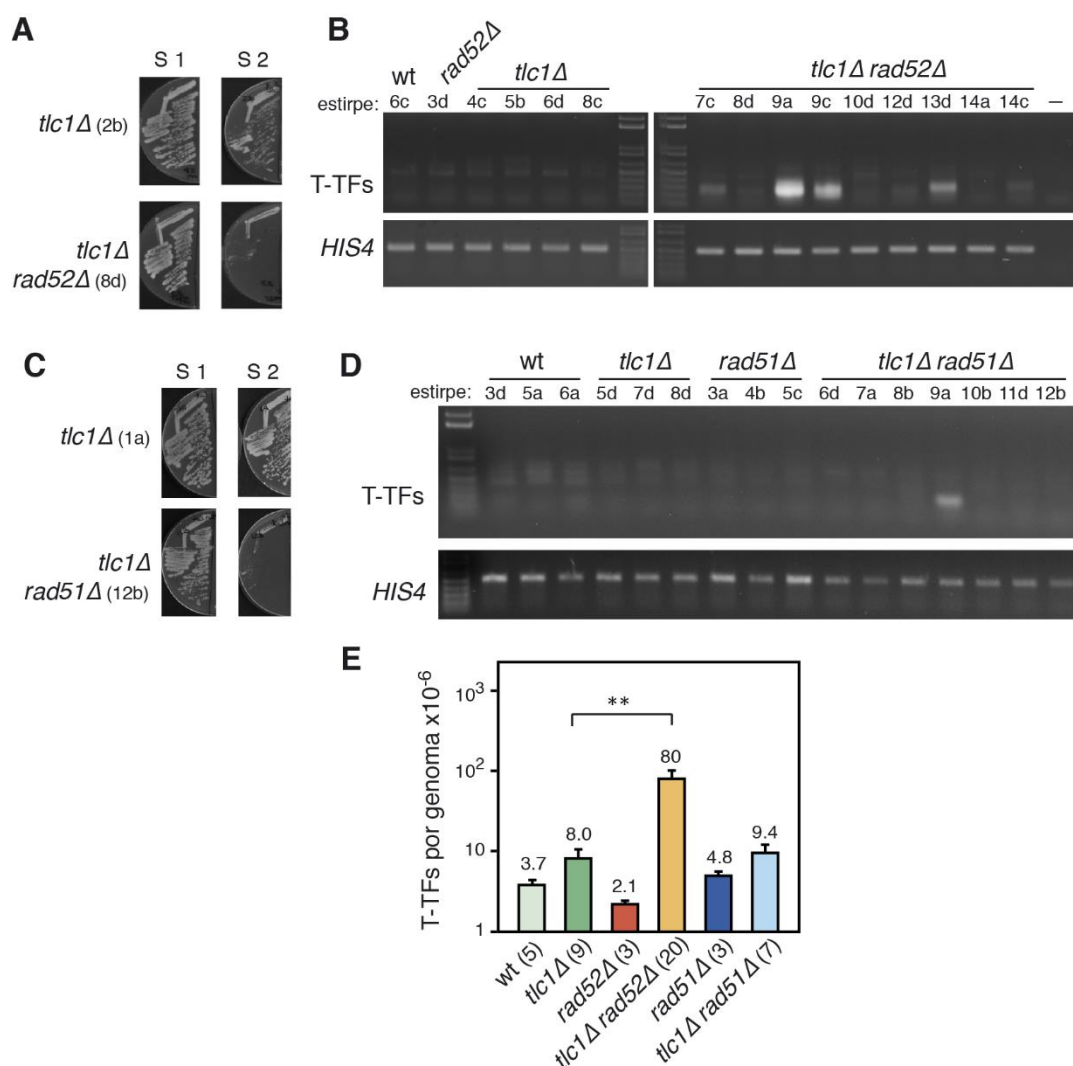 A
S 1 S 2
tlc1Δ (2b)
tlc1Δ
rad52Δ (8d)
B
wt rad52Δ tlc1Δ tlc1Δ rad52Δ
estirpe: 6c 3d 4c 5b 6d 8c 7c 8d 9a 9c 10d 12d 13d 14a 14c —
T-TFs
HIS4
C
S 1 S 2
tlc1Δ (1a)
tlc1Δ
rad51Δ (12b)
D
wt tlc1Δ rad51Δ tlc1Δ rad51Δ
estirpe: 3d 5a 6a 5d 7d 8d 3a 4b 5c 6d 7a 8b 9a 10b 11d 12b
T-TFs
HIS4
E
T-TFs por genoma x10⁻⁶
10³
10²
10
1
**
3.7 8.0 2.1 80 4.8 9.4
wt (5) tlc1Δ (9) rad52Δ (3) tlc1Δ rad52Δ (20) rad51Δ (3) tlc1Δ rad51Δ (7)